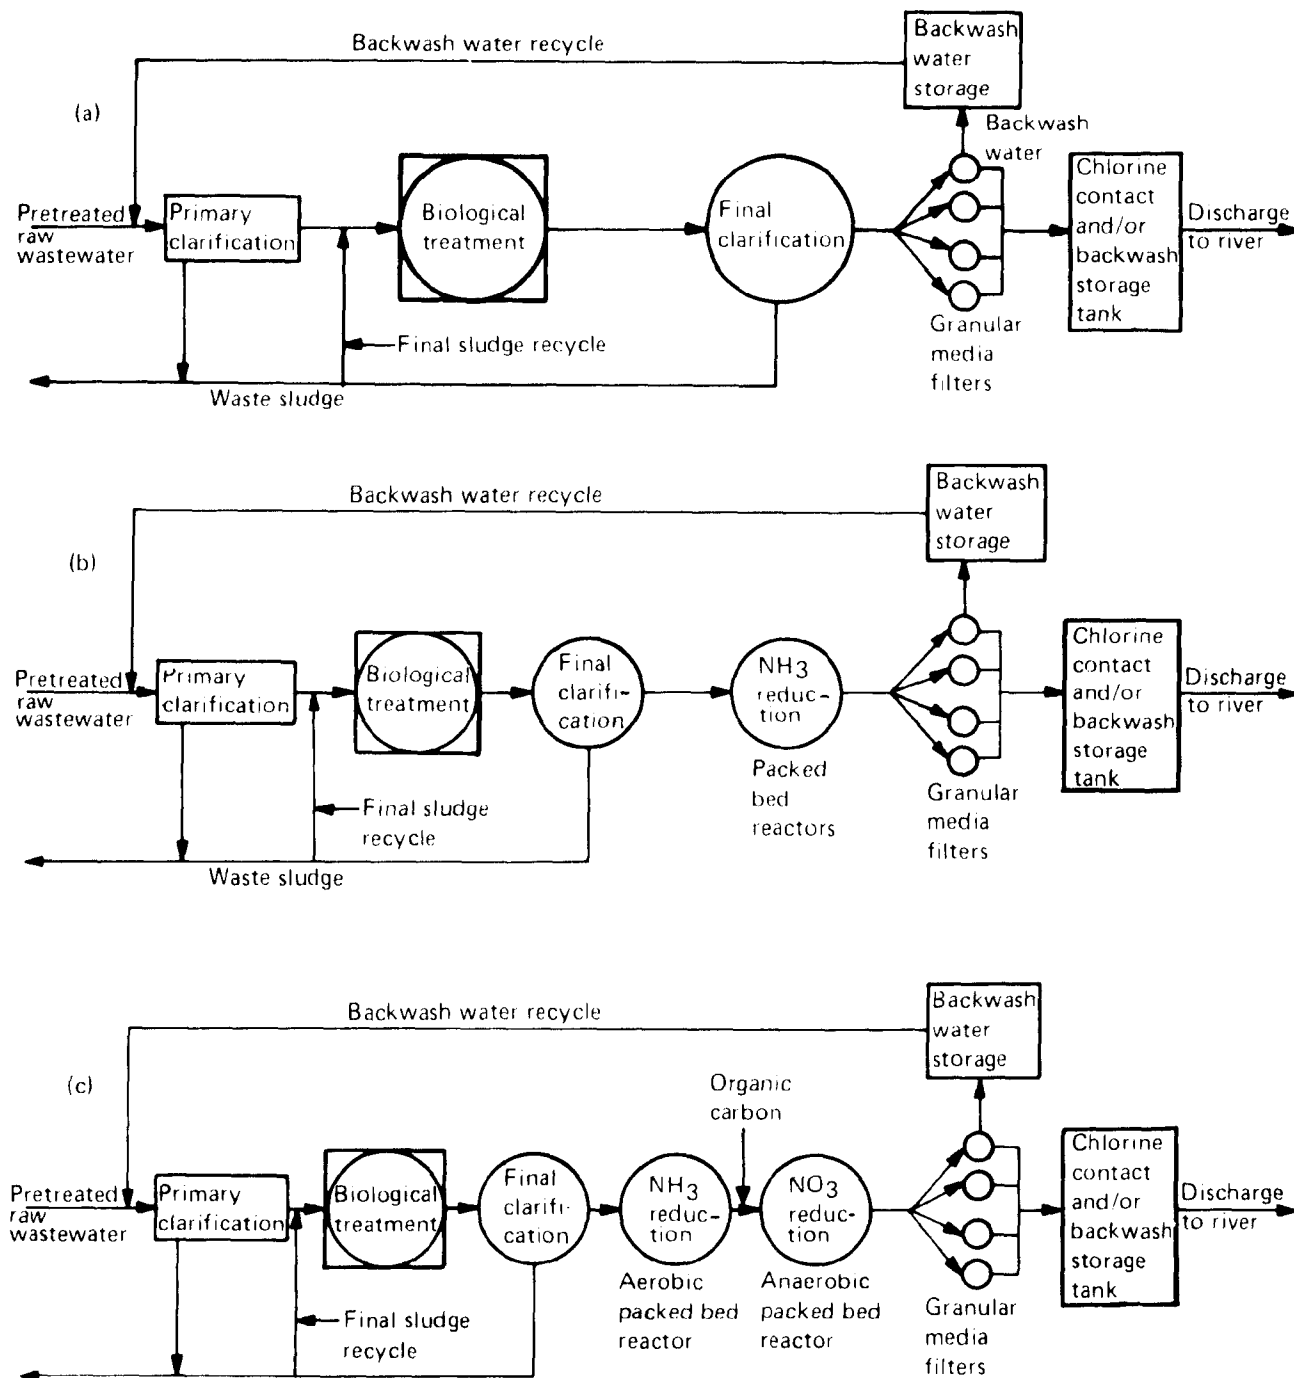 Backwash water recycle
Backwash
water
storage
(a)
Backwash
water
Pretreated
raw
wastewater
Primary
clarification
Biological
treatment
Final
clarification
Chlorine
contact
and/or
backwash
storage
tank
Discharge
to river
Granular
media
filters
Final sludge recycle
Waste sludge
Backwash water recycle
Backwash
water
storage
(b)
Pretreated
raw
wastewater
Primary
clarification
Biological
treatment
Final
clarifi-
cation
NH3
reduc-
tion
Packed
bed
reactors
Chlorine
contact
and/or
backwash
storage
tank
Discharge
to river
Granular
media
filters
Final sludge
recycle
Waste sludge
Backwash water recycle
Backwash
water
storage
(c)
Organic
carbon
Pretreated
raw
wastewater
Primary
clarification
Biological
treatment
Final
clarifi-
cation
NH3
reduc-
tion
NO3
reduc-
tion
Aerobic
packed bed
reactor
Anaerobic
packed bed
reactor
Chlorine
contact
and/or
backwash
storage
tank
Discharge
to river
Granular
media
filters
Final sludge
recycle